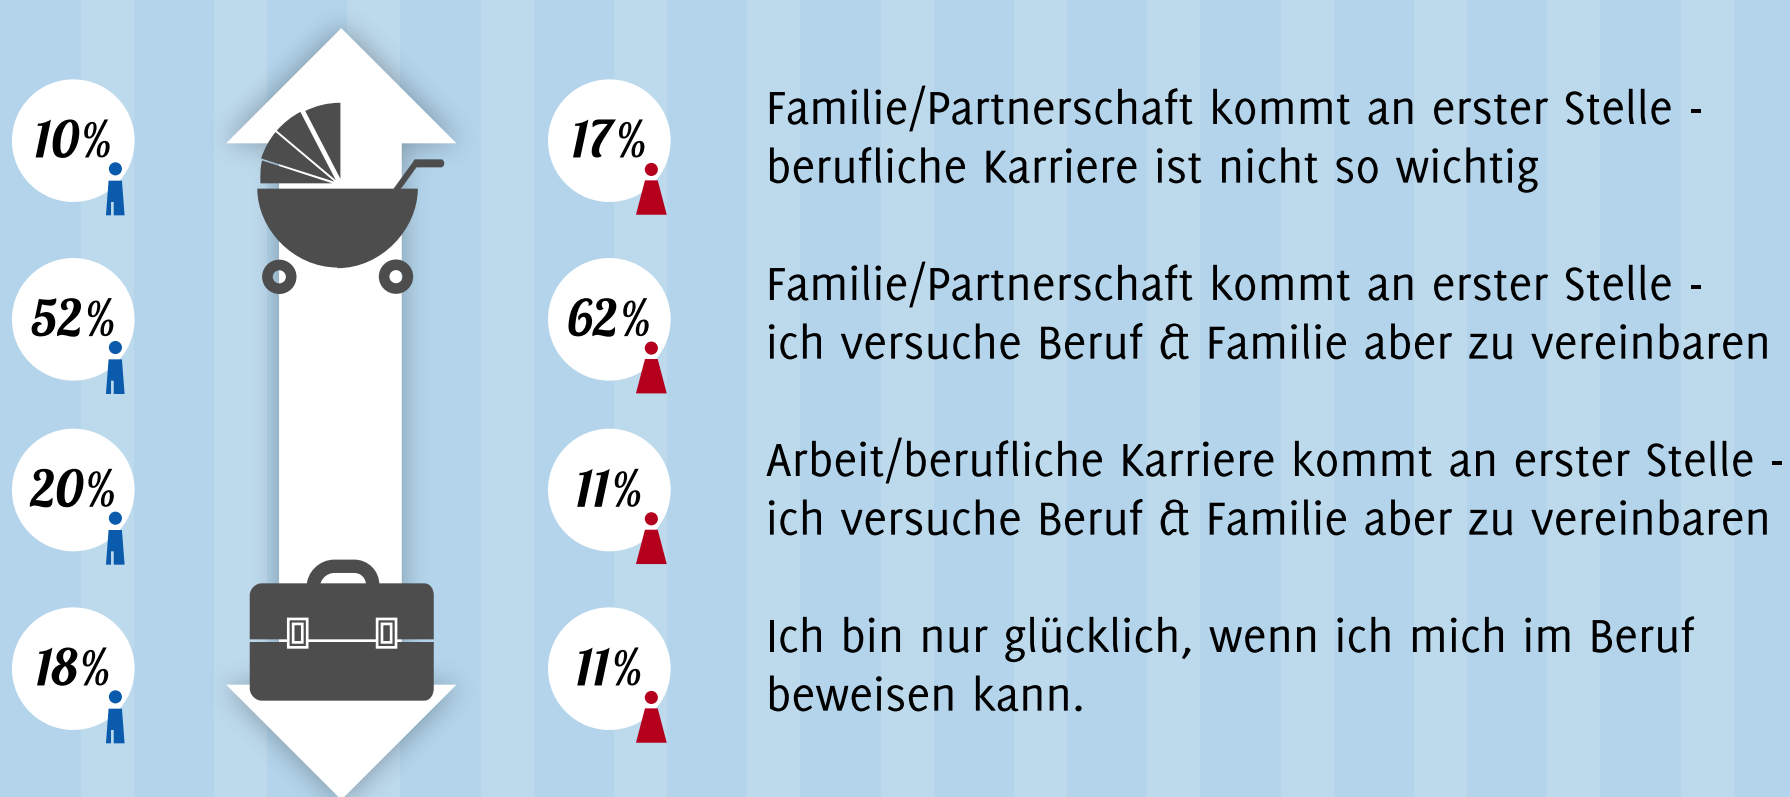 10%
17%
Familie/Partnerschaft kommt an erster Stelle -
berufliche Karriere ist nicht so wichtig
52%
62%
Familie/Partnerschaft kommt an erster Stelle -
ich versuche Beruf & Familie aber zu vereinbaren
20%
11%
Arbeit/berufliche Karriere kommt an erster Stelle -
ich versuche Beruf & Familie aber zu vereinbaren
18%
11%
Ich bin nur glücklich, wenn ich mich im Beruf
beweisen kann.